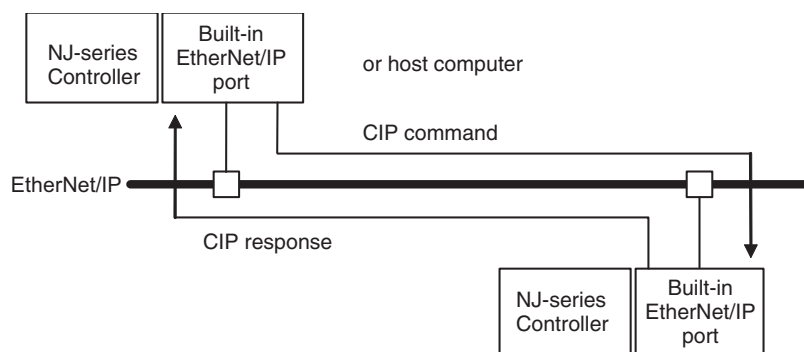 NJ-series
Controller
Built-in
EtherNet/IP
port
or host computer
CIP command
EtherNet/IP
CIP response
NJ-series
Controller
Built-in
EtherNet/IP
port